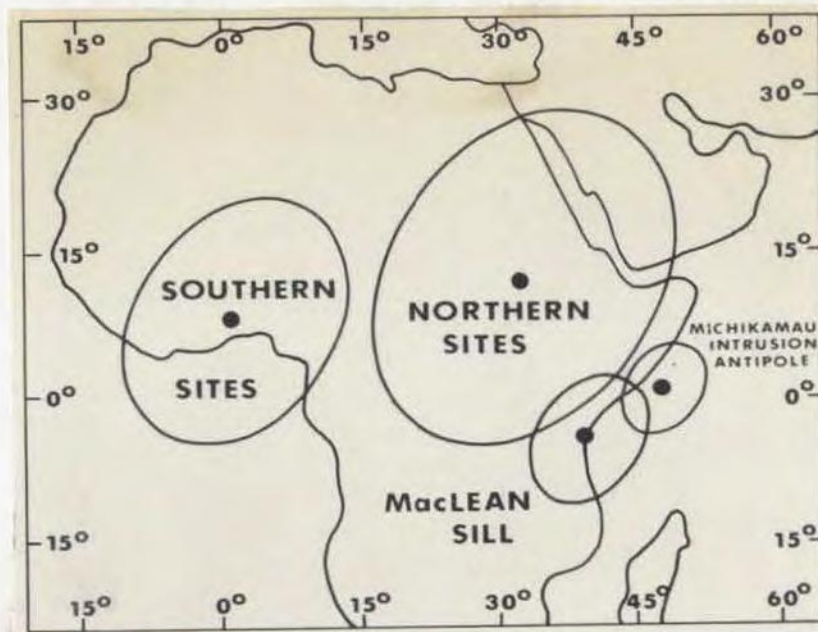 15° 0° 15° 30° 45° 60°
30° 30°
15° 15°
SOUTHERN
NORTHERN
SITES
MICHIKAMAU
INTRUSION
ANTIPOLE
SITES
0° 0°
MacLEAN
SILL
15° 15°
15° 0° 15° 30° 45° 60°